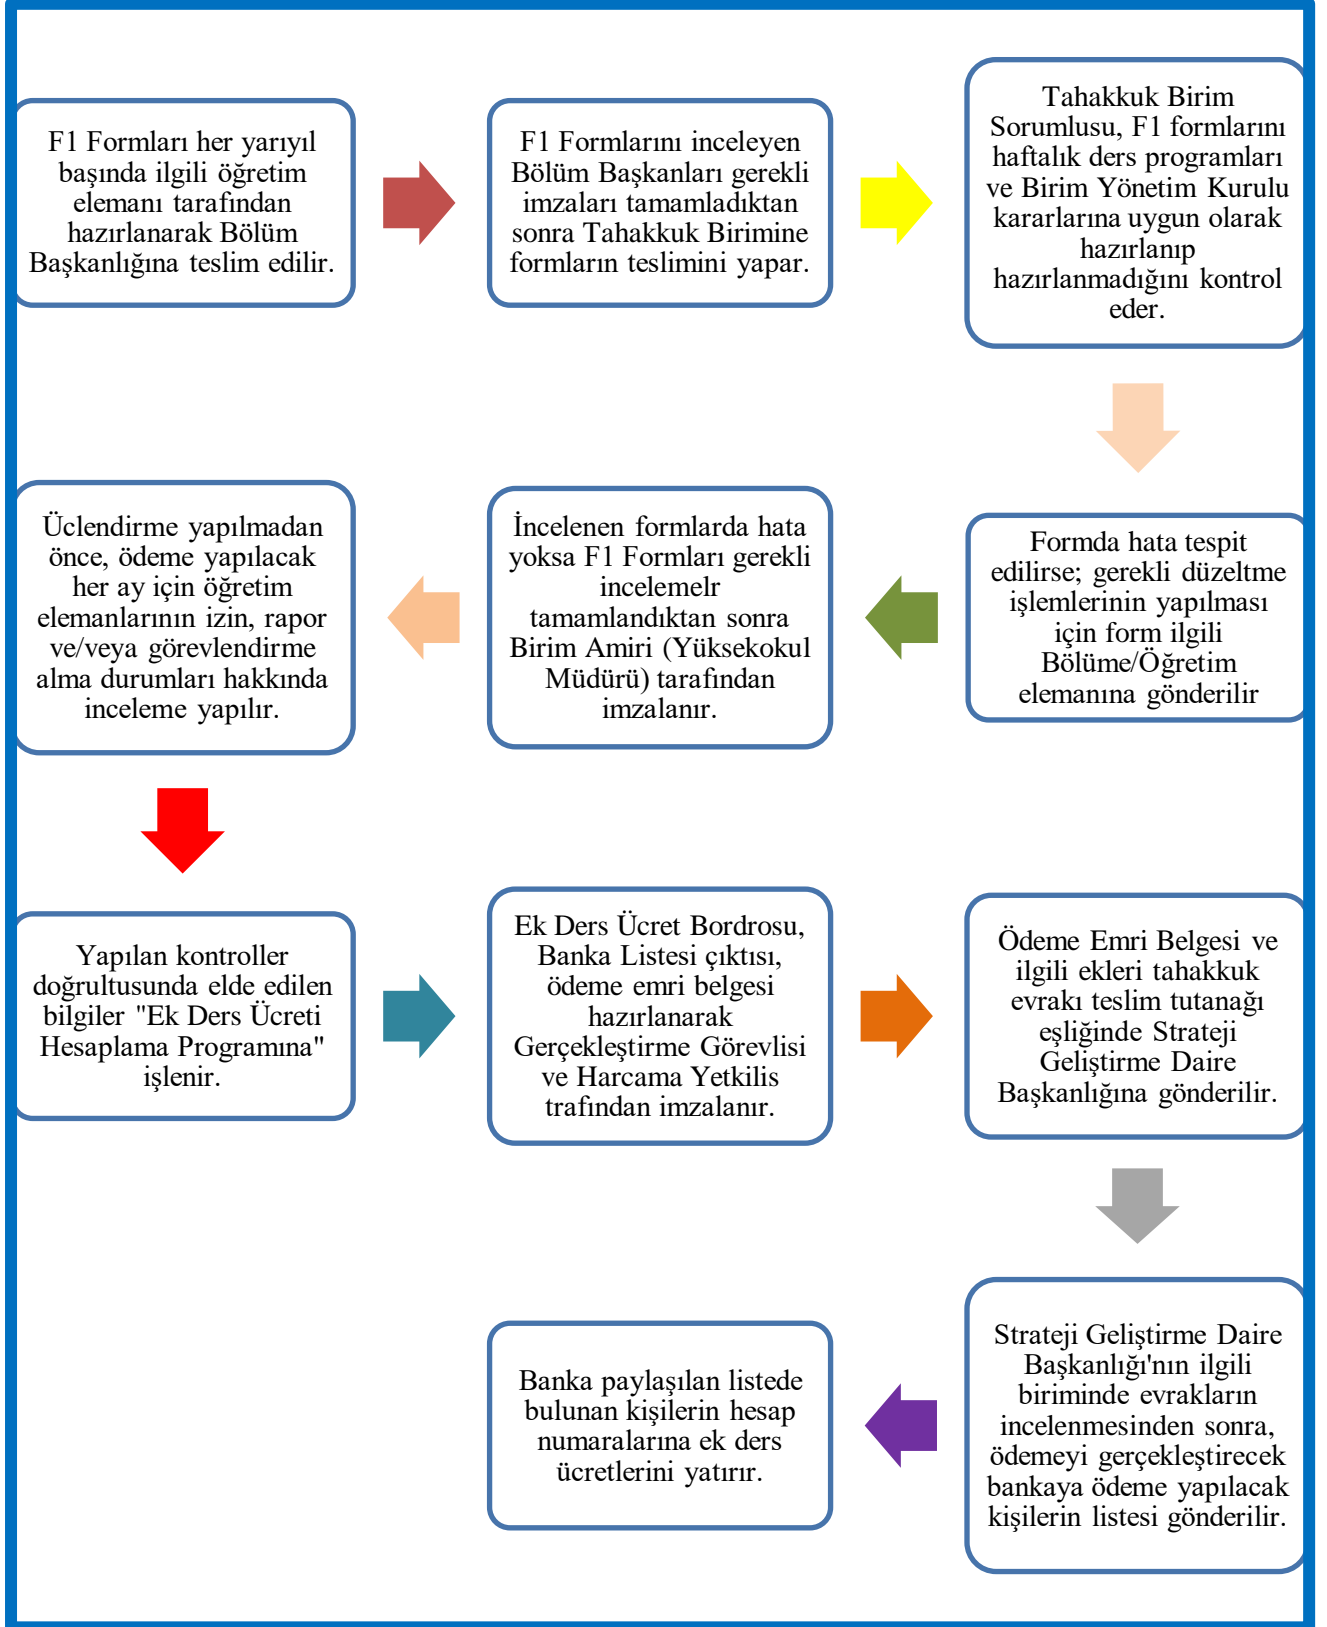 F1 Formları her yarıyıl
başında ilgili öğretim
elemanı tarafından
hazırlanarak Bölüm
Başkanlığına teslim edilir.
F1 Formlarını inceleyen
Bölüm Başkanları gerekli
imzaları tamamladıktan
sonra Tahakkuk Birimine
formların teslimini yapar.
Tahakkuk Birim
Sorumlusu, F1 formlarını
haftalık ders programları
ve Birim Yönetim Kurulu
kararlarına uygun olarak
hazırlanıp
hazırlanmadığını kontrol
eder.
Formda hata tespit
edilirse; gerekli düzeltme
işlemlerinin yapılması
için form ilgili
Bölüme/Öğretim
elemanına gönderilir
İncelenen formlarda hata
yoksa F1 Formları gerekli
incelemelr
tamamlandıktan sonra
Birim Amiri (Yüksekokul
Müdürü) tarafından
imzalanır.
Üclendirme yapılmadan
önce, ödeme yapılacak
her ay için öğretim
elemanlarının izin, rapor
ve/veya görevlendirme
alma durumları hakkında
inceleme yapılır.
Yapılan kontroller
doğrultusunda elde edilen
bilgiler "Ek Ders Ücreti
Hesaplama Programına"
işlenir.
Ek Ders Ücret Bordrosu,
Banka Listesi çıktısı,
ödeme emri belgesi
hazırlanarak
Gerçekleştirme Görevlisi
ve Harcama Yetkilis
trafından imzalanır.
Ödeme Emri Belgesi ve
ilgili ekleri tahakkuk
evrakı teslim tutanağı
eşliğinde Strateji
Geliştirme Daire
Başkanlığına gönderilir.
Strateji Geliştirme Daire
Başkanlığı'nın ilgili
biriminde evrakların
incelenmesinden sonra,
ödemeyi gerçekleştirecek
bankaya ödeme yapılacak
kişilerin listesi gönderilir.
Banka paylaşılan listede
bulunan kişilerin hesap
numaralarına ek ders
ücretlerini yatırır.